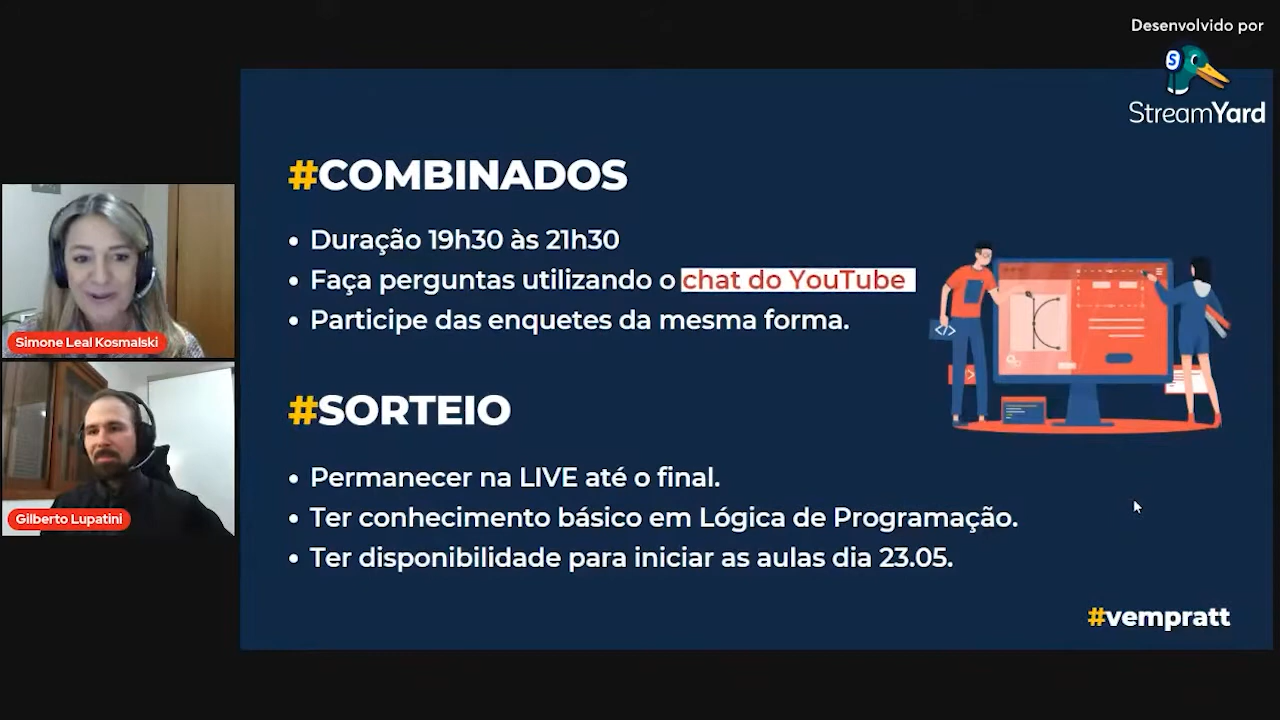 Desenvolvido por
StreamYard
#COMBINADOS
• Duração 19h30 às 21h30
• Faça perguntas utilizando o chat do YouTube
• Participe das enquetes da mesma forma.
Simone Leal Kosmalski
#SORTEIO
• Permanecer na LIVE até o final.
• Ter conhecimento básico em Lógica de Programação.
• Ter disponibilidade para iniciar as aulas dia 23.05.
Gilberto Lupatini
#vempratt